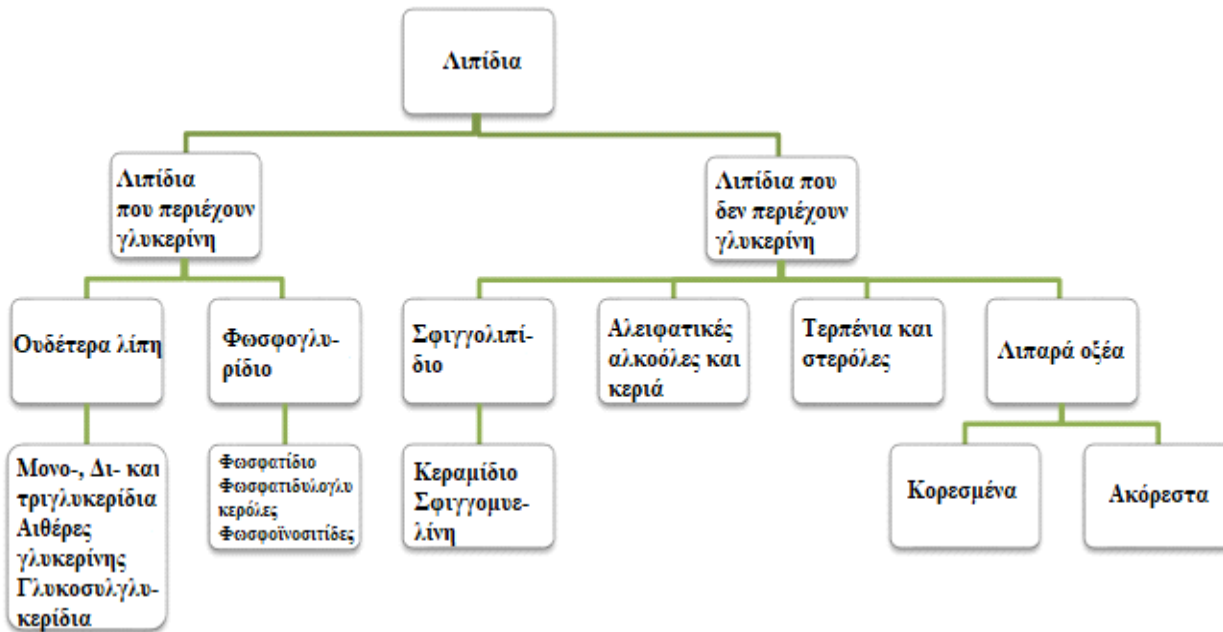 Λιπίδια
Λιπίδια
που περιέχουν
γλυκερίνη
Λιπίδια που
δεν περιέχουν
γλυκερίνη
Ουδέτερα λίπη
Φωσφογλυ-
ρίδιο
Σφιγγολιπί-
διο
Αλειφατικές
αλκοόλες και
κεριά
Τερπένια και
στερόλες
Λιπαρά οξέα
Μονο-, Δι- και
τριγλυκερίδια
Αιθέρες
γλυκερίνης
Γλυκοσυλγλυ-
κερίδια
Φωσφατίδιο
Φωσφατιδυλογλυ
κερόλες
Φωσφοϊνοσιτίδες
Κεραμίδιο
Σφιγγομυε-
λίνη
Κορεσμένα
Ακόρεστα